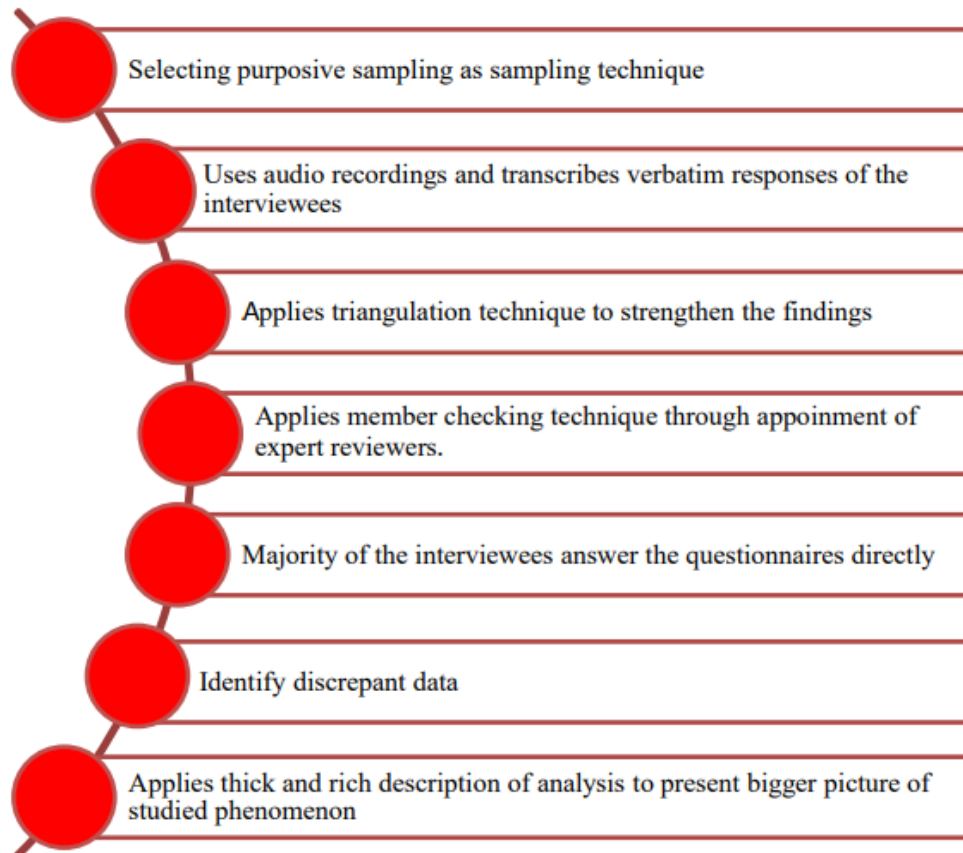 Selecting purposive sampling as sampling technique
Uses audio recordings and transcribes verbatim responses of the
interviewees
Applies triangulation technique to strengthen the findings
Applies member checking technique through appoinment of
expert reviewers.
Majority of the interviewees answer the questionnaires directly
Identify discrepant data
Applies thick and rich description of analysis to present bigger picture of
studied phenomenon